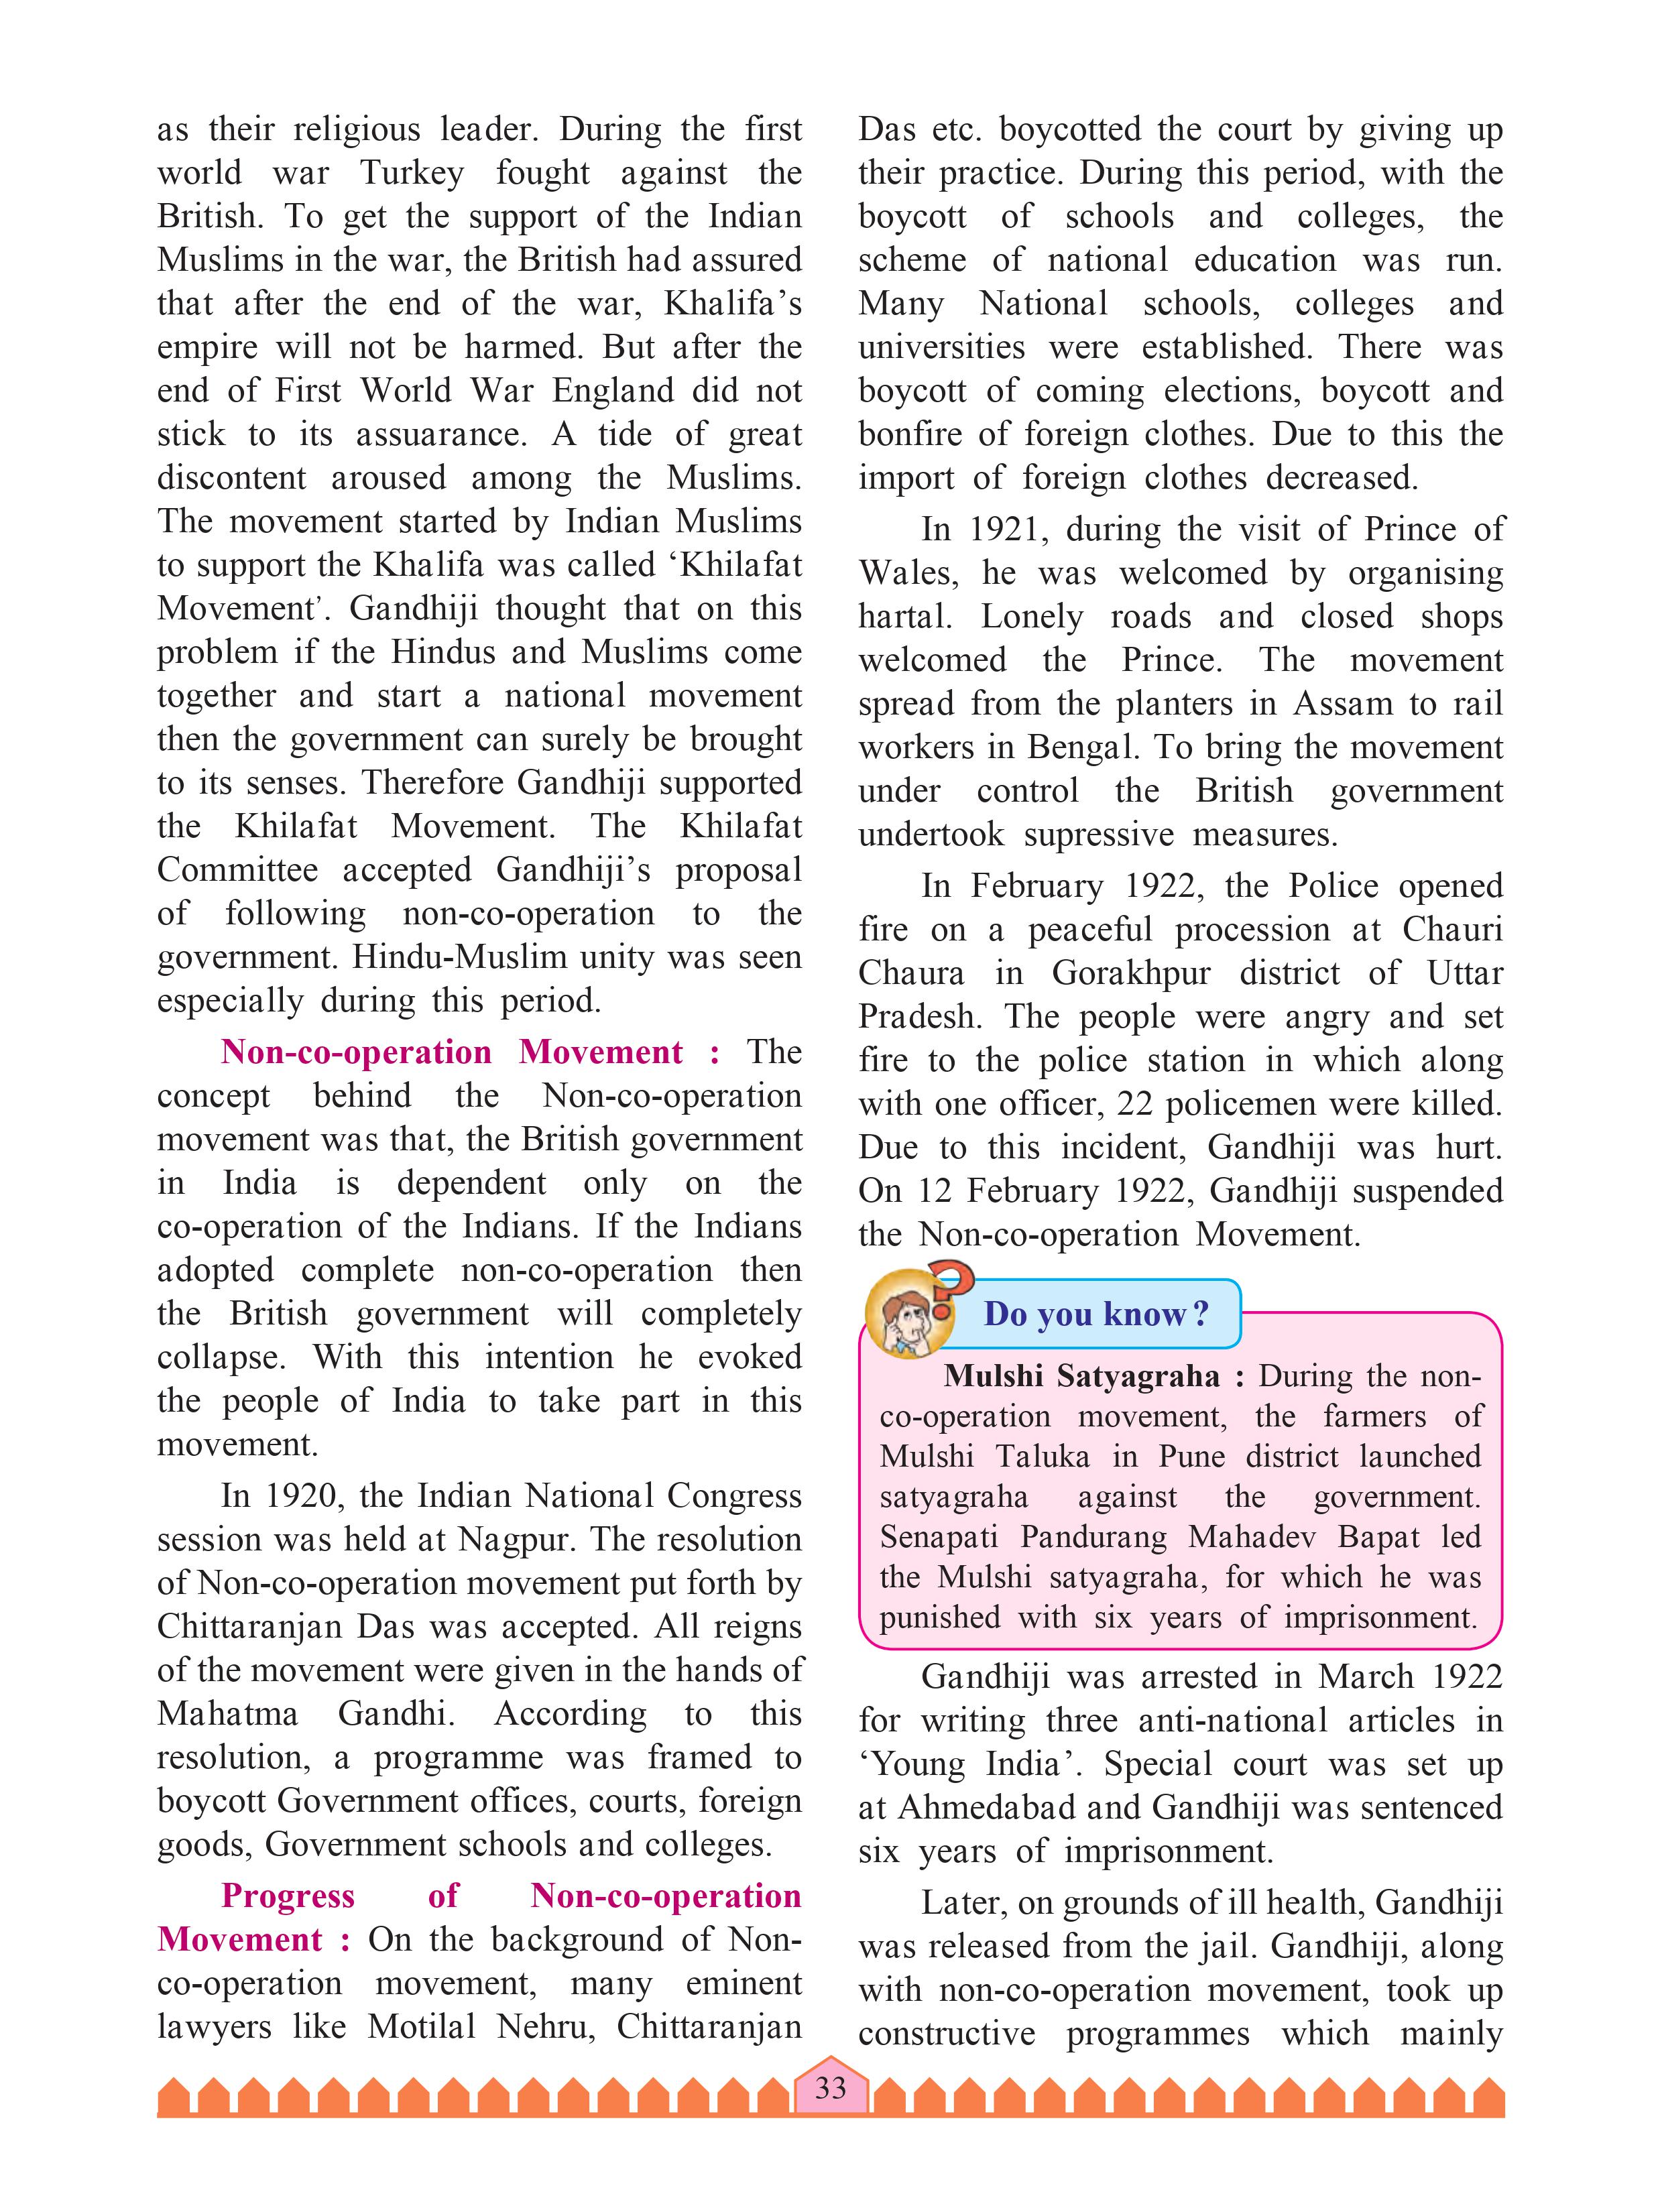 as their religious leader. During the first
world war Turkey fought against the
British. To get the support of the Indian
Muslims in the war, the British had assured
that after the end of the war, Khalifa’s
empire will not be harmed. But after the
end of First World War England did not
stick to its assuarance. A tide of great
discontent aroused among the Muslims.
The movement started by Indian Muslims
to support the Khalifa was called ‘Khilafat
Movement’. Gandhiji thought that on this
problem if the Hindus and Muslims come
together and start a national movement
then the government can surely be brought
to its senses. Therefore Gandhiji supported
the Khilafat Movement. The Khilafat
Committee accepted Gandhiji’s proposal
of following non-co-operation to the
government. Hindu-Muslim unity was seen
especially during this period.
Non-co-operation Movement : The
concept behind the Non-co-operation
movement was that, the British government
in India is dependent only on the
co-operation of the Indians. If the Indians
adopted complete non-co-operation then
the British government will completely
collapse. With this intention he evoked
the people of India to take part in this
movement.
In 1920, the Indian National Congress
session was held at Nagpur. The resolution
of Non-co-operation movement put forth by
Chittaranjan Das was accepted. All reigns
of the movement were given in the hands of
Mahatma Gandhi. According to this
resolution, a programme was framed to
boycott Government offices, courts, foreign
goods, Government schools and colleges.
Progress of Non-co-operation
Movement : On the background of Non-
co-operation movement, many eminent
lawyers like Motilal Nehru, Chittaranjan
Das etc. boycotted the court by giving up
their practice. During this period, with the
boycott of schools and colleges, the
scheme of national education was run.
Many National schools, colleges and
universities were established. There was
boycott of coming elections, boycott and
bonfire of foreign clothes. Due to this the
import of foreign clothes decreased.
In 1921, during the visit of Prince of
Wales, he was welcomed by organising
hartal. Lonely roads and closed shops
welcomed the Prince. The movement
spread from the planters in Assam to rail
workers in Bengal. To bring the movement
under control the British government
undertook supressive measures.
In February 1922, the Police opened
fire on a peaceful procession at Chauri
Chaura in Gorakhpur district of Uttar
Pradesh. The people were angry and set
fire to the police station in which along
with one officer, 22 policemen were killed.
Due to this incident, Gandhiji was hurt.
On 12 February 1922, Gandhiji suspended
the Non-co-operation Movement.
Do you know ?
Mulshi Satyagraha : During the non-
co-operation movement, the farmers of
Mulshi Taluka in Pune district launched
satyagraha against the government.
Senapati Pandurang Mahadev Bapat led
the Mulshi satyagraha, for which he was
punished with six years of imprisonment.
Gandhiji was arrested in March 1922
for writing three anti-national articles in
‘Young India’. Special court was set up
at Ahmedabad and Gandhiji was sentenced
six years of imprisonment.
Later, on grounds of ill health, Gandhiji
was released from the jail. Gandhiji, along
with non-co-operation movement, took up
constructive programmes which mainly
33